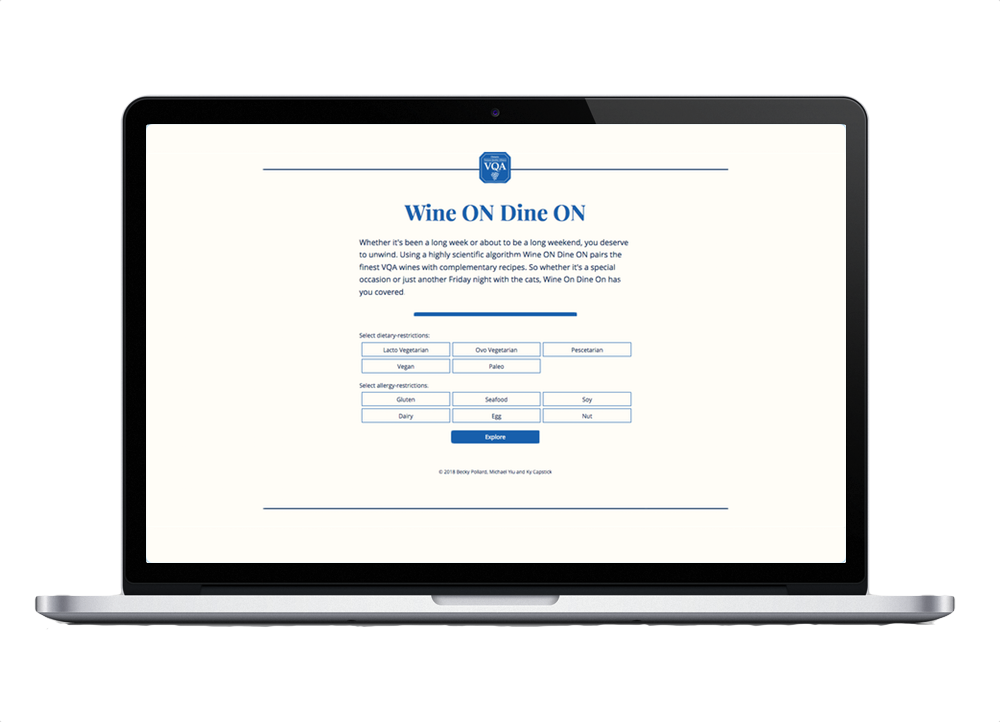 VQA
Wine ON Dine ON
Whether it's been a long week or about to be a long weekend, you deserve
to unwind. Using a highly scientific algorithm Wine ON Dine ON pairs the
finest VQA wines with complementary recipes. So whether it's a special
occasion or just another Friday night with the cats, Wine On Dine On has
you covered
Select dietary-restrictions:
Lacto Vegetarian Ovo Vegetarian Pescetarian
Vegan Paleo
Select allergy-restrictions.
Gluten Seafood Soy
Dairy Egg Nut
Explore
© 2018 Becky Pollard, Michael Yiu and Ky Capstick